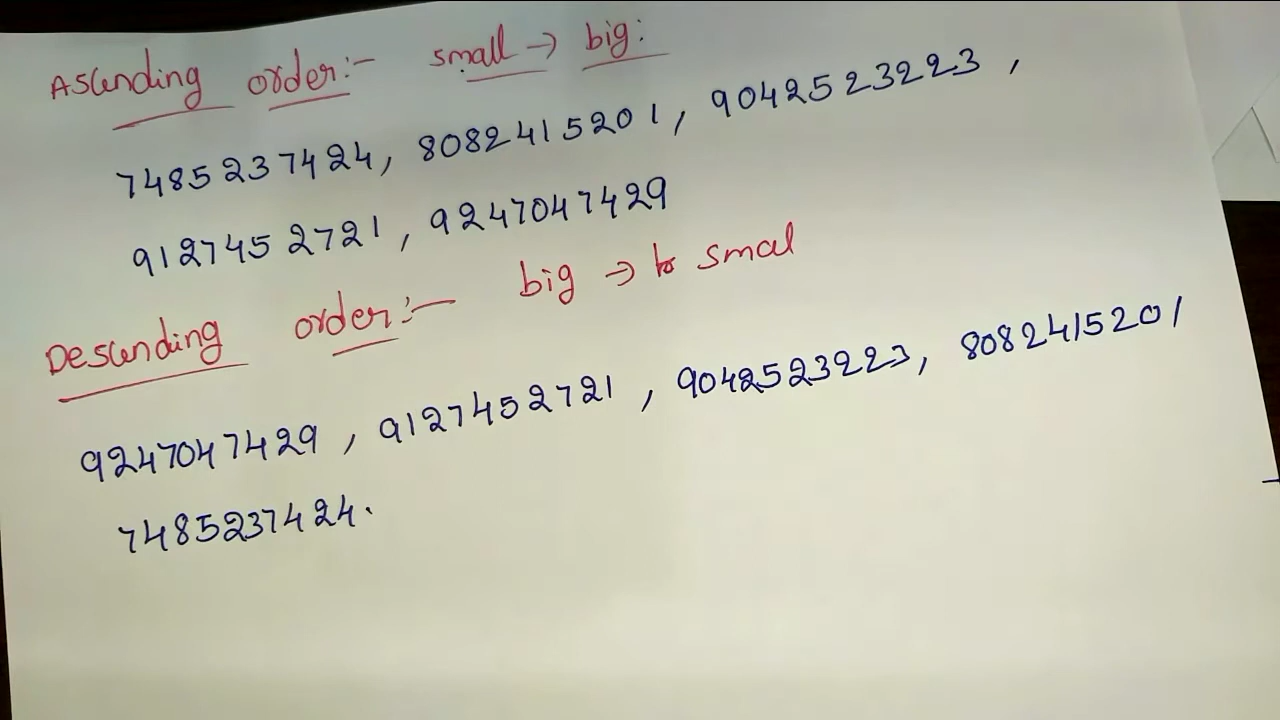 Ascending order:- small → big:
7485237424, 8082415201, 9042523223,
9127452721, 9247047429
Descending order:- big → to smal
9247047429, 9127452721, 9042523223, 8082415201
7485237424.